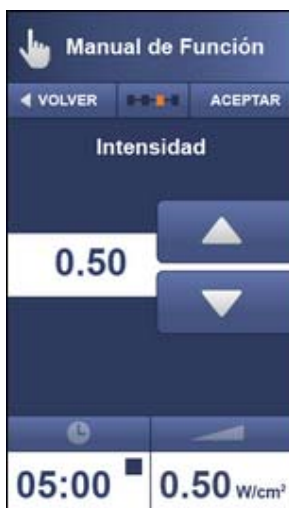 Manual de Función
VOLVER
ACEPTAR
Intensidad
0.50
05:00
0.50 W/cm²